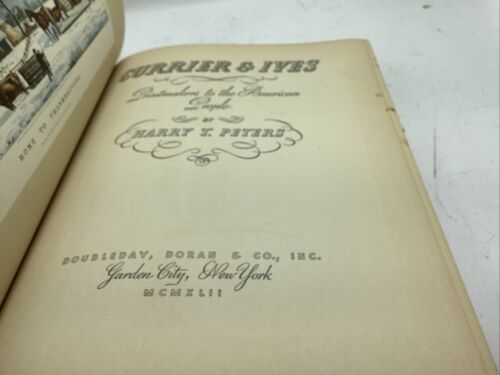 HOME TO THANKSGIVING
CURRIER & IVES
Printmakers to the American
People
BY
HARRY T. PETERS
DOUBLEDAY, DORAN & CO., INC.
Garden City, New York
MCMXLII